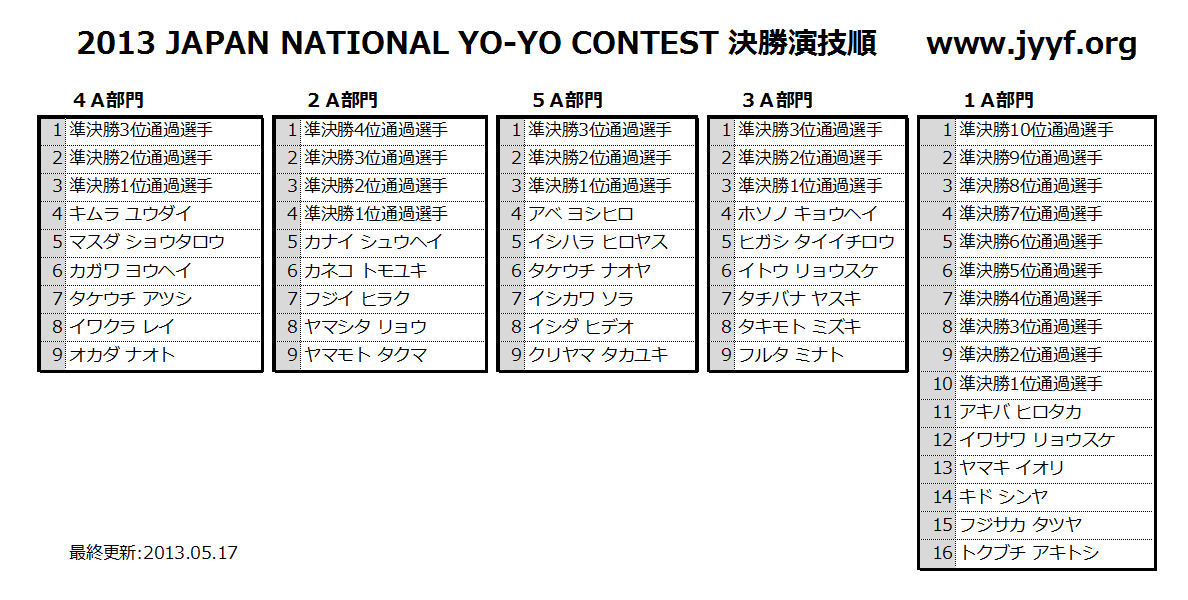 2013 JAPAN NATIONAL YO-YO CONTEST 決勝演技順 www.jyyf.org
４Ａ部門
1 準決勝3位通過選手
2 準決勝2位通過選手
3 準決勝1位通過選手
4 キムラ ユウダイ
5 マスダ ショウタロウ
6 カガワ ヨウヘイ
7 タケウチ アツシ
8 イワクラ レイ
9 オカダ ナオト
２Ａ部門
1 準決勝4位通過選手
2 準決勝3位通過選手
3 準決勝2位通過選手
4 準決勝1位通過選手
5 カナイ シュウヘイ
6 カネコ トモユキ
7 フジイ ヒラク
8 ヤマシタ リョウ
9 ヤマモト タクマ
５Ａ部門
1 準決勝3位通過選手
2 準決勝2位通過選手
3 準決勝1位通過選手
4 アベ ヨシヒロ
5 イシハラ ヒロヤス
6 タケウチ ナオヤ
7 イシカワ ソラ
8 イシダ ヒデオ
9 クリヤマ タカユキ
３Ａ部門
1 準決勝3位通過選手
2 準決勝2位通過選手
3 準決勝1位通過選手
4 ホソノ キョウヘイ
5 ヒガシ タイイチロウ
6 イトウ リョウスケ
7 タチバナ ヤスキ
8 タキモト ミズキ
9 フルタ ミナト
１Ａ部門
1 準決勝10位通過選手
2 準決勝9位通過選手
3 準決勝8位通過選手
4 準決勝7位通過選手
5 準決勝6位通過選手
6 準決勝5位通過選手
7 準決勝4位通過選手
8 準決勝3位通過選手
9 準決勝2位通過選手
10 準決勝1位通過選手
11 アキバ ヒロタカ
12 イワサワ リョウスケ
13 ヤマキ イオリ
14 キド シンヤ
15 フジサカ タツヤ
16 トクブチ アキトシ
最終更新:2013.05.17